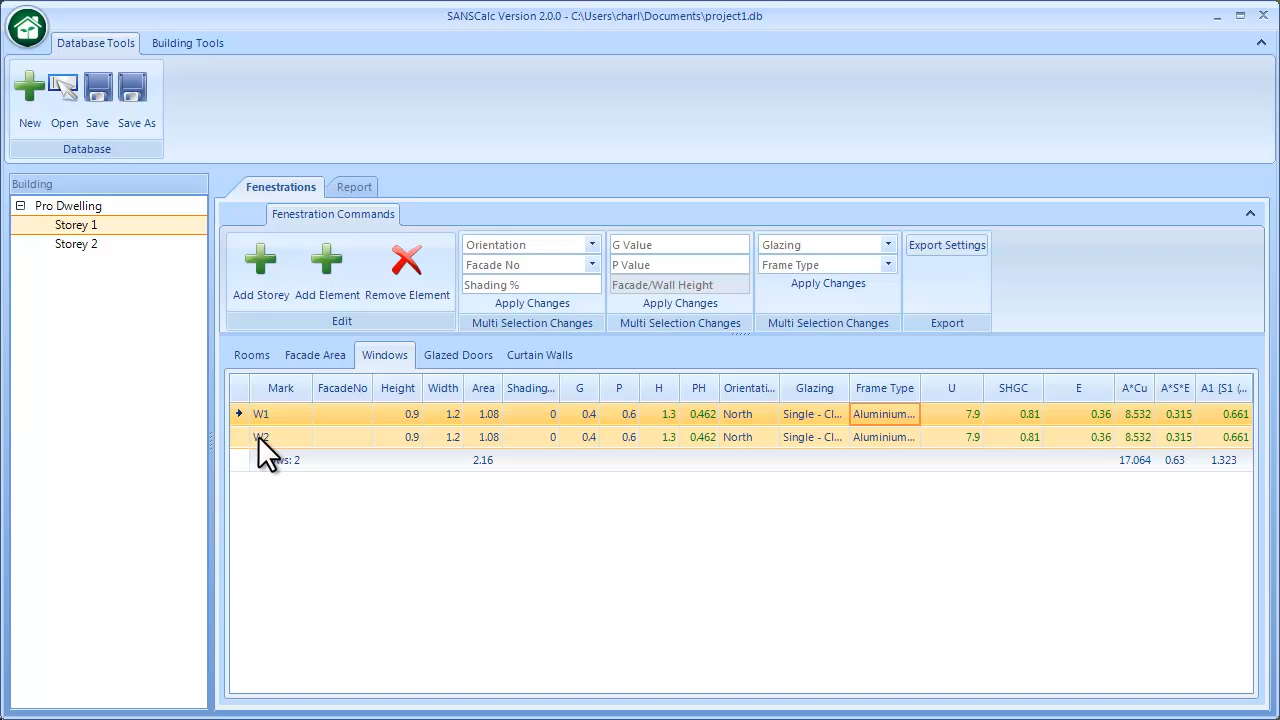 SANSCalc Version 2.0.0 - C:\Users\charl\Documents\project1.db
Database Tools Building Tools
New Open Save Save As
Database
Building
Pro Dwelling
Storey 1
Storey 2
Fenestrations Report
Fenestration Commands
Add Storey Add Element Remove Element
Edit
Orientation
Facade No
Shading %
Apply Changes
Multi Selection Changes
G Value
P Value
Facade/Wall Height
Apply Changes
Multi Selection Changes
Glazing
Frame Type
Apply Changes
Multi Selection Changes
Export Settings
Export
Rooms Facade Area Windows Glazed Doors Curtain Walls
Mark FacadeNo Height Width Area Shading... G P H PH Orientati... Glazing Frame Type U SHGC E A*Cu A*S*E A1 [S1 (...
W1 0.9 1.2 1.08 0 0.4 0.6 1.3 0.462 North Single - Cl... Aluminium... 7.9 0.81 0.36 8.532 0.315 0.661
W2 0.9 1.2 1.08 0 0.4 0.6 1.3 0.462 North Single - Cl... Aluminium... 7.9 0.81 0.36 8.532 0.315 0.661
2 2.16 17.064 0.63 1.323